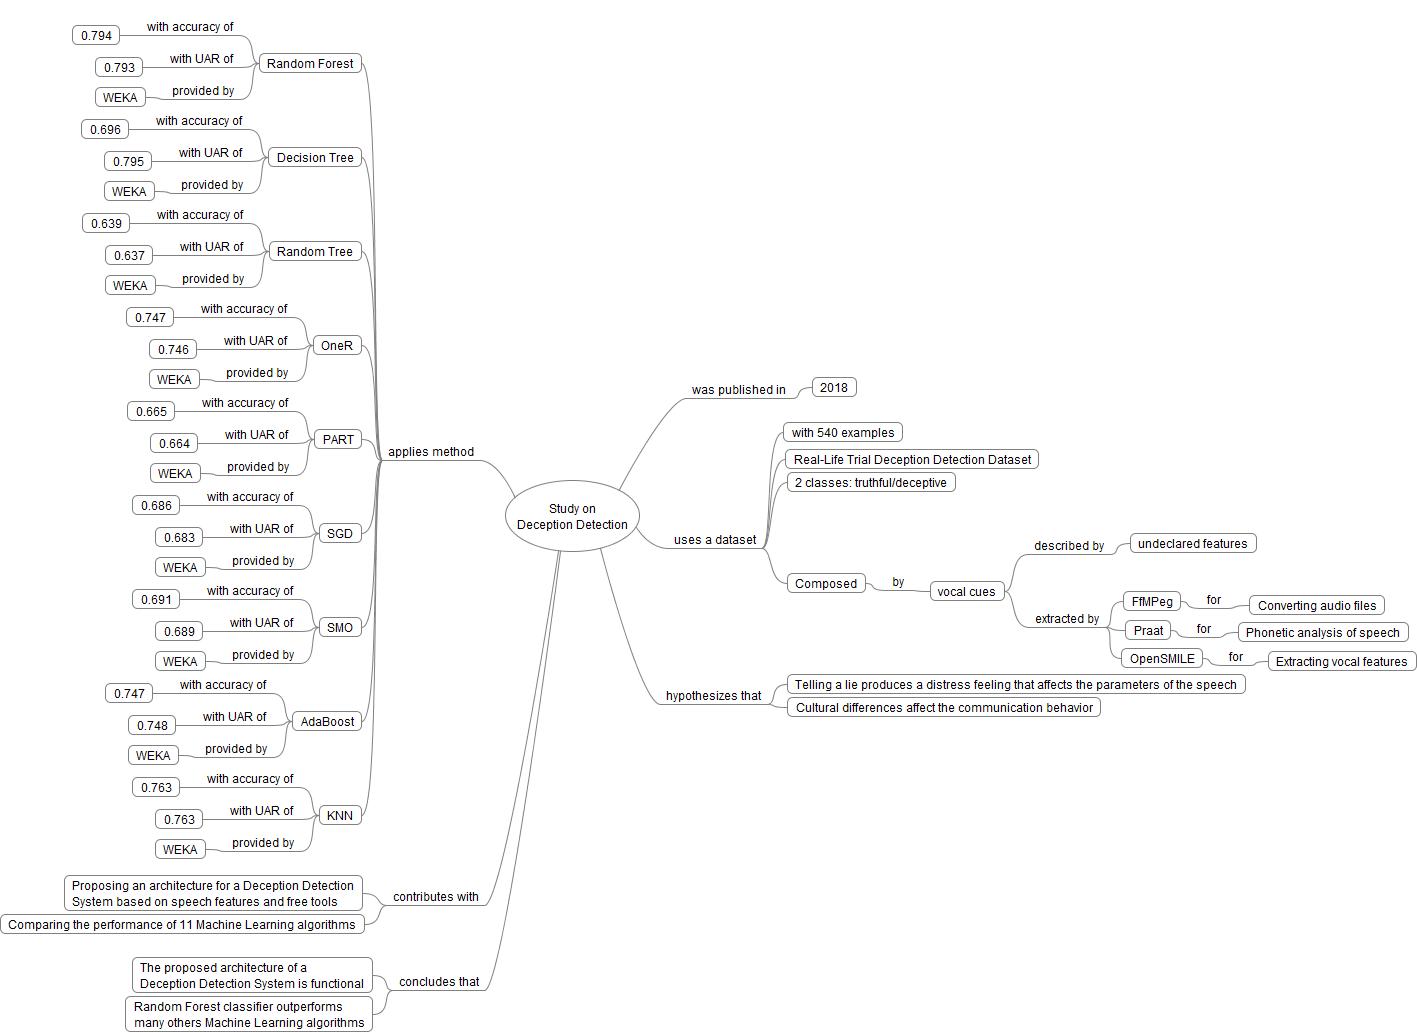 with accuracy of
0.794
with UAR of
0.793
Random Forest
provided by
WEKA
with accuracy of
0.696
with UAR of
0.795
Decision Tree
provided by
WEKA
with accuracy of
0.639
with UAR of
0.637
Random Tree
provided by
WEKA
with accuracy of
0.747
with UAR of
0.746
OneR
provided by
WEKA
with accuracy of
0.665
with UAR of
0.664
PART
provided by
WEKA
with accuracy of
0.686
with UAR of
0.683
SGD
provided by
WEKA
with accuracy of
0.691
with UAR of
0.689
SMO
provided by
WEKA
with accuracy of
0.747
with UAR of
0.748
AdaBoost
provided by
WEKA
with accuracy of
0.763
with UAR of
0.763
KNN
provided by
WEKA
applies method
Proposing an architecture for a Deception Detection
System based on speech features and free tools
Comparing the performance of 11 Machine Learning algorithms
contributes with
The proposed architecture of a
Deception Detection System is functional
Random Forest classifier outperforms
many others Machine Learning algorithms
concludes that
Study on
Deception Detection
was published in
2018
uses a dataset
with 540 examples
Real-Life Trial Deception Detection Dataset
2 classes: truthful/deceptive
Composed
by
vocal cues
described by
undeclared features
extracted by
FfMPeg
for
Converting audio files
Praat
for
Phonetic analysis of speech
OpenSMILE
for
Extracting vocal features
hypothesizes that
Telling a lie produces a distress feeling that affects the parameters of the speech
Cultural differences affect the communication behavior